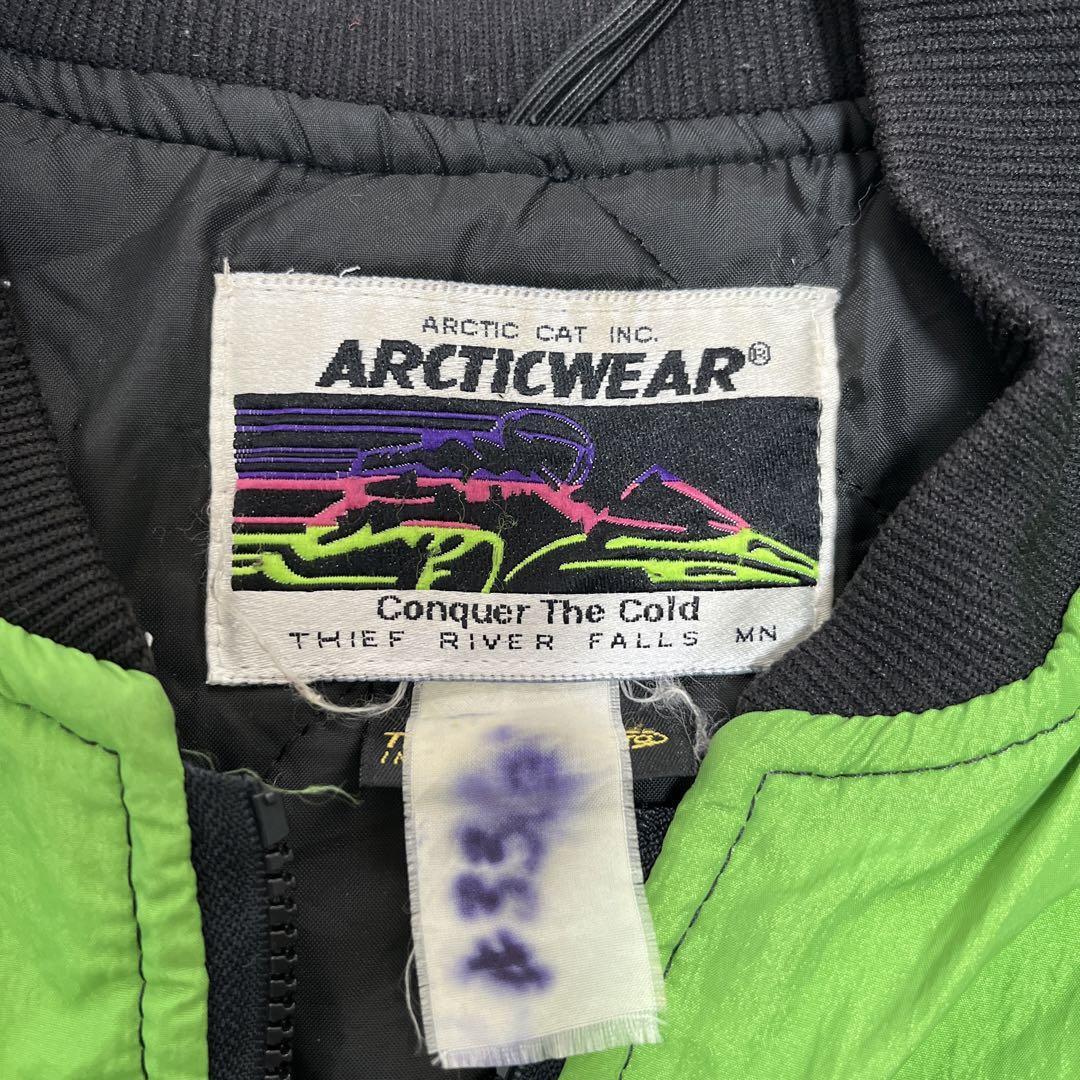 ARCTIC CAT INC.
ARCTICWEAR®
Conquer The Cold
THIEF RIVER FALLS MN